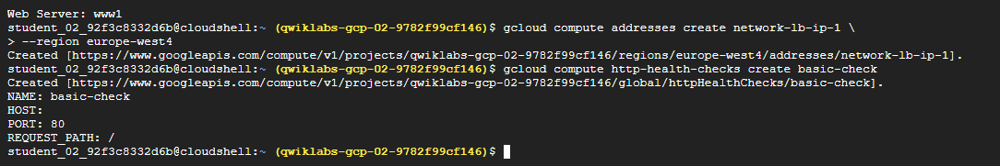 Web Server: www1
student_02_92f3c8332d6b@cloudshell:~ (qwiklabs-gcp-02-9782f99cf146)$ gcloud compute addresses create network-lb-ip-1 \
> --region europe-west4
Created [https://www.googleapis.com/compute/v1/projects/qwiklabs-gcp-02-9782f99cf146/regions/europe-west4/addresses/network-lb-ip-1].
student_02_92f3c8332d6b@cloudshell:~ (qwiklabs-gcp-02-9782f99cf146)$ gcloud compute http-health-checks create basic-check
Created [https://www.googleapis.com/compute/v1/projects/qwiklabs-gcp-02-9782f99cf146/global/httpHealthChecks/basic-check].
NAME: basic-check
HOST:
PORT: 80
REQUEST_PATH: /
student_02_92f3c8332d6b@cloudshell:~ (qwiklabs-gcp-02-9782f99cf146)$